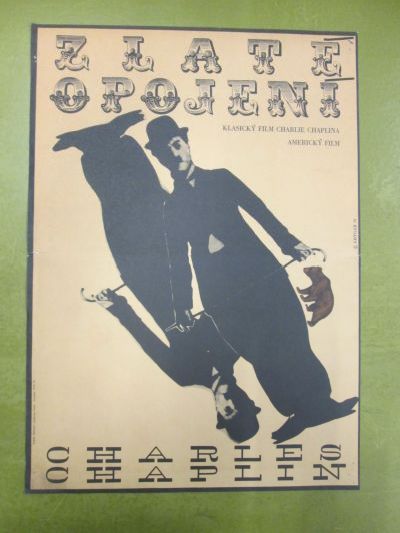 ZLATÉ
OPOJENÍ
KLASICKÝ FILM CHARLIE CHAPLINA
AMERICKÝ FILM
CHARLES
CHAPLIN